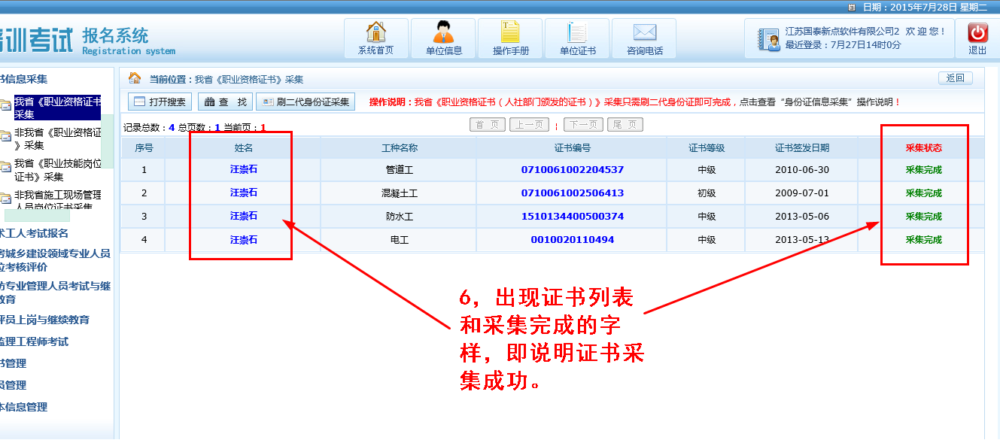 日期：2015年7月28日 星期二
培训考试 报名系统
Registration system
系统首页
单位信息
操作手册
单位证书
咨询电话
江苏国泰新点软件有限公司2 欢 迎 您！
最近登录：7月27日14时0分
退出
书信息采集
我省《职业资格证书
采集
非我省《职业资格证
》采集
我省《职业技能岗位
证书》采集
非我省施工现场管理
人员岗位证书采集
术工人考试报名
房城乡建设领域专业人员
位考核评价
防专业管理人员考试与继
教育
评员上岗与继续教育
监理工程师考试
书管理
员管理
本信息管理
当前位置：我省《职业资格证书》采集
返回
打开搜索
查 找
刷二代身份证采集
操作说明：我省《职业资格证书（人社部门颁发的证书）》采集只需刷二代身份证即可完成，点击查看“身份证信息采集”操作说明！
记录总数：4 总页数：1 当前页：1
首 页 上一页 ¦ 下一页 尾 页
序号 姓名 工种名称 证书编号 证书等级 证书签发日期 采集状态
1 汪崇石 管道工 0710061002204537 中级 2010-06-30 采集完成
2 汪崇石 混凝土工 0710061002506413 初级 2009-07-01 采集完成
3 汪崇石 防水工 1510134400500374 中级 2013-05-06 采集完成
4 汪崇石 电工 0010020110494 中级 2013-05-13 采集完成
6，出现证书列表
和采集完成的字
样，即说明证书采
集成功。